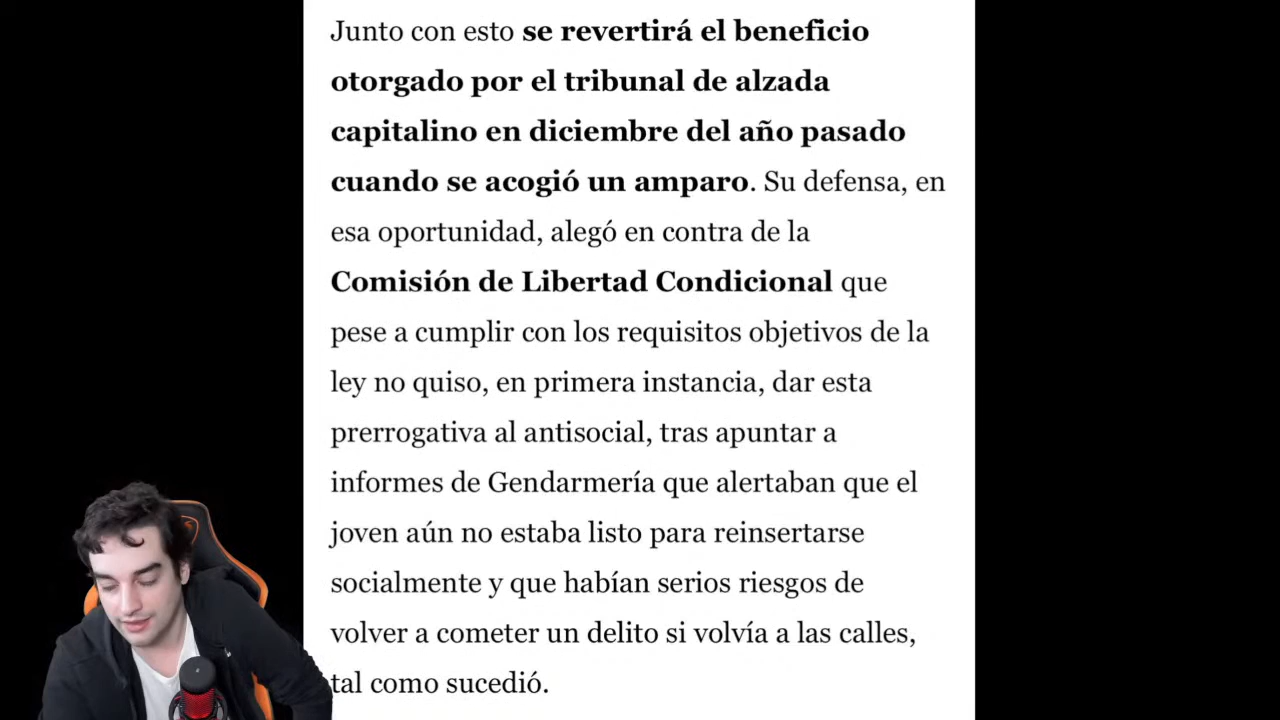 Junto con esto se revertirá el beneficio
otorgado por el tribunal de alzada
capitalino en diciembre del año pasado
cuando se acogió un amparo. Su defensa, en
esa oportunidad, alegó en contra de la
Comisión de Libertad Condicional que
pese a cumplir con los requisitos objetivos de la
ley no quiso, en primera instancia, dar esta
prerrogativa al antisocial, tras apuntar a
informes de Gendarmería que alertaban que el
joven aún no estaba listo para reinsertarse
socialmente y que habían serios riesgos de
volver a cometer un delito si volvía a las calles,
tal como sucedió.